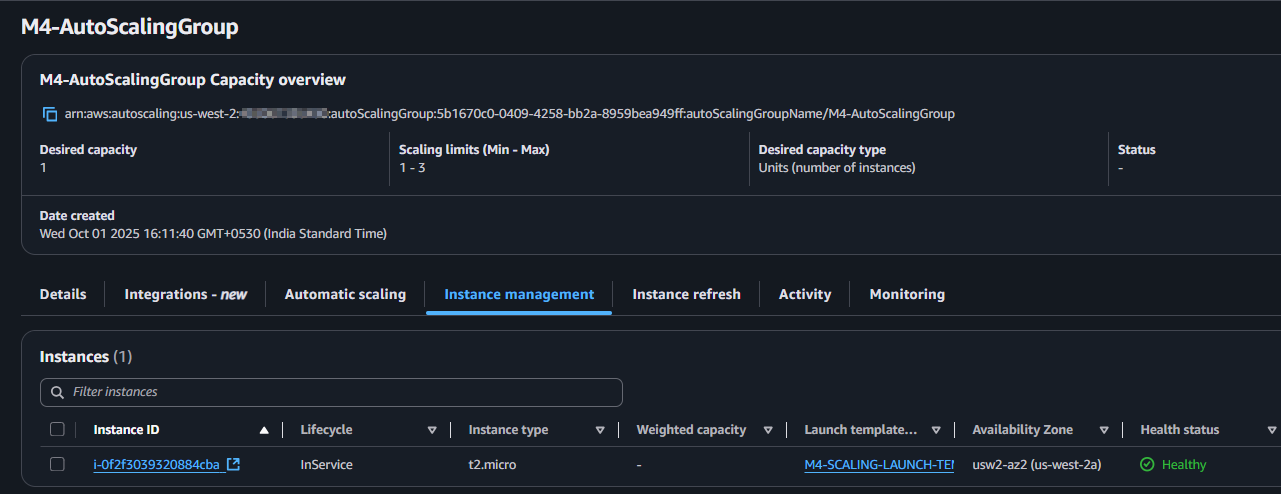 M4-AutoScalingGroup
M4-AutoScalingGroup Capacity overview
arn:aws:autoscaling:us-west-2: :autoScalingGroup:5b1670c0-0409-4258-bb2a-8959bea949ff:autoScalingGroupName/M4-AutoScalingGroup
Desired capacity Scaling limits (Min - Max) Desired capacity type Status
1 1 - 3 Units (number of instances) -
Date created
Wed Oct 01 2025 16:11:40 GMT+0530 (India Standard Time)
Details Integrations - new Automatic scaling Instance management Instance refresh Activity Monitoring
Instances (1)
Filter instances
Instance ID Lifecycle Instance type Weighted capacity Launch template... Availability Zone Health status
i-0f2f3039320884cba InService t2.micro - M4-SCALING-LAUNCH-TE usw2-az2 (us-west-2a) Healthy